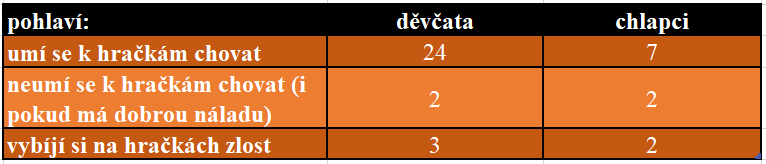 pohlaví: děvčata chlapci
umí se k hračkám chovat 24 7
neumí se k hračkám chovat (i
pokud má dobrou náladu) 2 2
vybíjí si na hračkách zlost 3 2